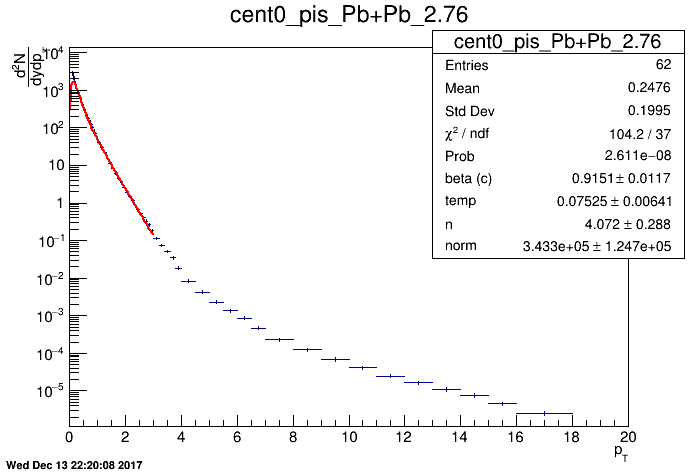 cent0_pis_Pb+Pb_2.76
cent0_pis_Pb+Pb_2.76
Entries 62
Mean 0.2476
Std Dev 0.1995
χ² / ndf 104.2 / 37
Prob 2.611e−08
beta (c) 0.9151 ± 0.0117
temp 0.07525 ± 0.00641
n 4.072 ± 0.288
norm 3.433e+05 ± 1.247e+05
d²N
dydp
10⁴
10³
10²
10
1
10⁻¹
10⁻²
10⁻³
10⁻⁴
10⁻⁵
0 2 4 6 8 10 12 14 16 18 20
p_T
Wed Dec 13 22:20:08 2017